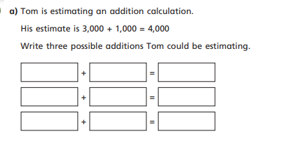 a) Tom is estimating an addition calculation.
His estimate is 3,000 + 1,000 = 4,000
Write three possible additions Tom could be estimating.
+ =
+ =
+ =